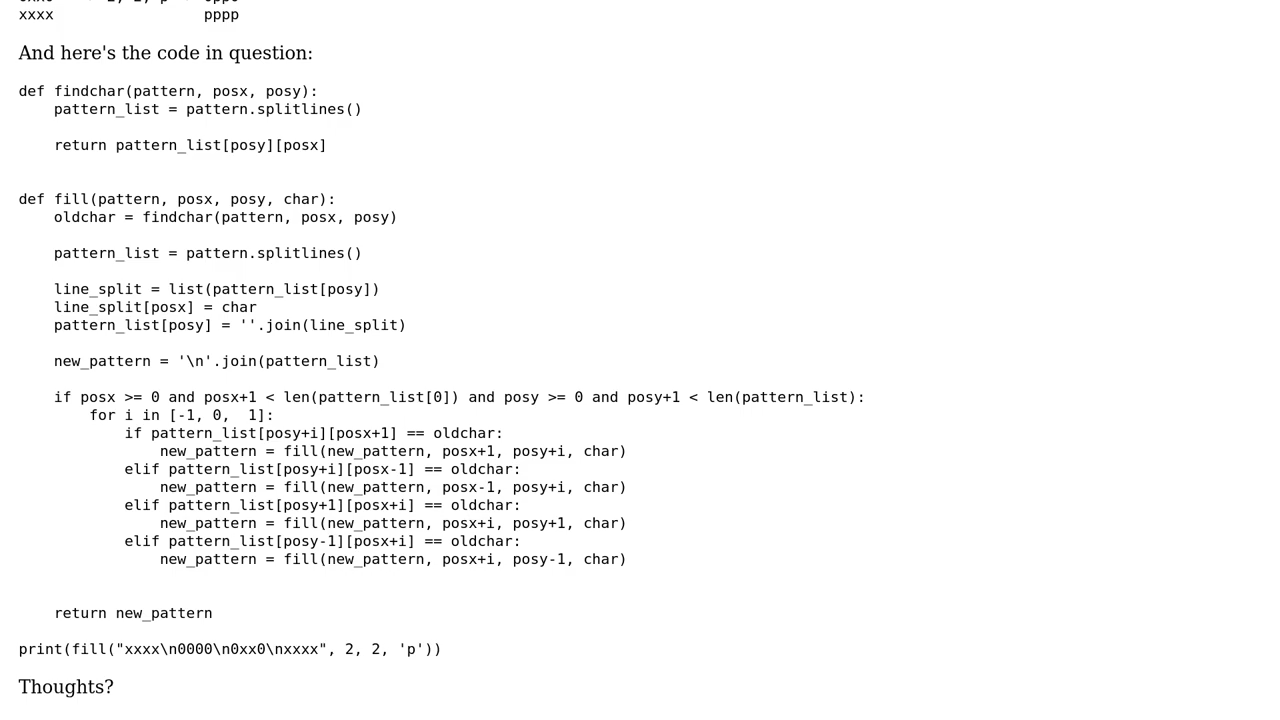 xxxx                 pppp
And here's the code in question:
def findchar(pattern, posx, posy):
    pattern_list = pattern.splitlines()

    return pattern_list[posy][posx]


def fill(pattern, posx, posy, char):
    oldchar = findchar(pattern, posx, posy)

    pattern_list = pattern.splitlines()

    line_split = list(pattern_list[posy])
    line_split[posx] = char
    pattern_list[posy] = ''.join(line_split)

    new_pattern = '\n'.join(pattern_list)

    if posx >= 0 and posx+1 < len(pattern_list[0]) and posy >= 0 and posy+1 < len(pattern_list):
        for i in [-1, 0,  1]:
            if pattern_list[posy+i][posx+1] == oldchar:
                new_pattern = fill(new_pattern, posx+1, posy+i, char)
            elif pattern_list[posy+i][posx-1] == oldchar:
                new_pattern = fill(new_pattern, posx-1, posy+i, char)
            elif pattern_list[posy+1][posx+i] == oldchar:
                new_pattern = fill(new_pattern, posx+i, posy+1, char)
            elif pattern_list[posy-1][posx+i] == oldchar:
                new_pattern = fill(new_pattern, posx+i, posy-1, char)


    return new_pattern

print(fill("xxxx\n0000\n0xx0\nxxxx", 2, 2, 'p'))
Thoughts?